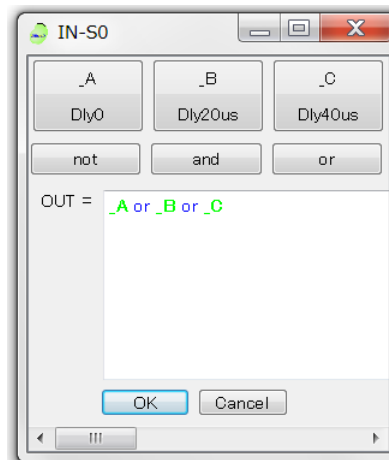 IN-S0
_A _B _C
Dly0 Dly20us Dly40us
not and or
OUT = _A or _B or _C
OK Cancel